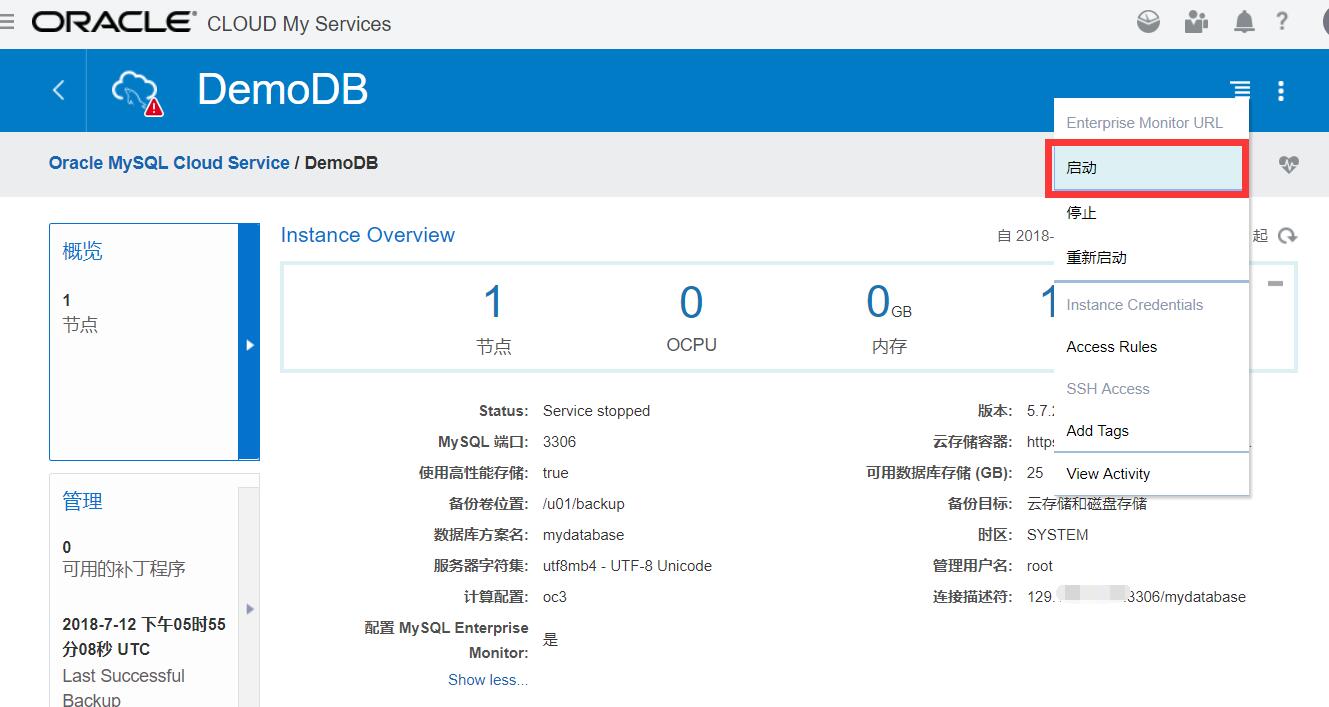 ORACLE CLOUD My Services
DemoDB
Oracle MySQL Cloud Service / DemoDB
Enterprise Monitor URL
启动
停止
重新启动
Instance Credentials
Access Rules
SSH Access
Add Tags
View Activity
概览
1
节点
管理
0
可用的补丁程序
2018-7-12 下午05时55
分08秒 UTC
Last Successful
Backup
Instance Overview
自 2018-
起
1
节点
0
OCPU
0 GB
内存
1
Status: Service stopped
MySQL 端口: 3306
使用高性能存储: true
备份卷位置: /u01/backup
数据库方案名: mydatabase
服务器字符集: utf8mb4 - UTF-8 Unicode
计算配置: oc3
配置 MySQL Enterprise
Monitor: 是
Show less...
版本: 5.7.
云存储容器: http
可用数据库存储 (GB): 25
备份目标: 云存储和磁盘存储
时区: SYSTEM
管理用户名: root
连接描述符: 129. 3306/mydatabase